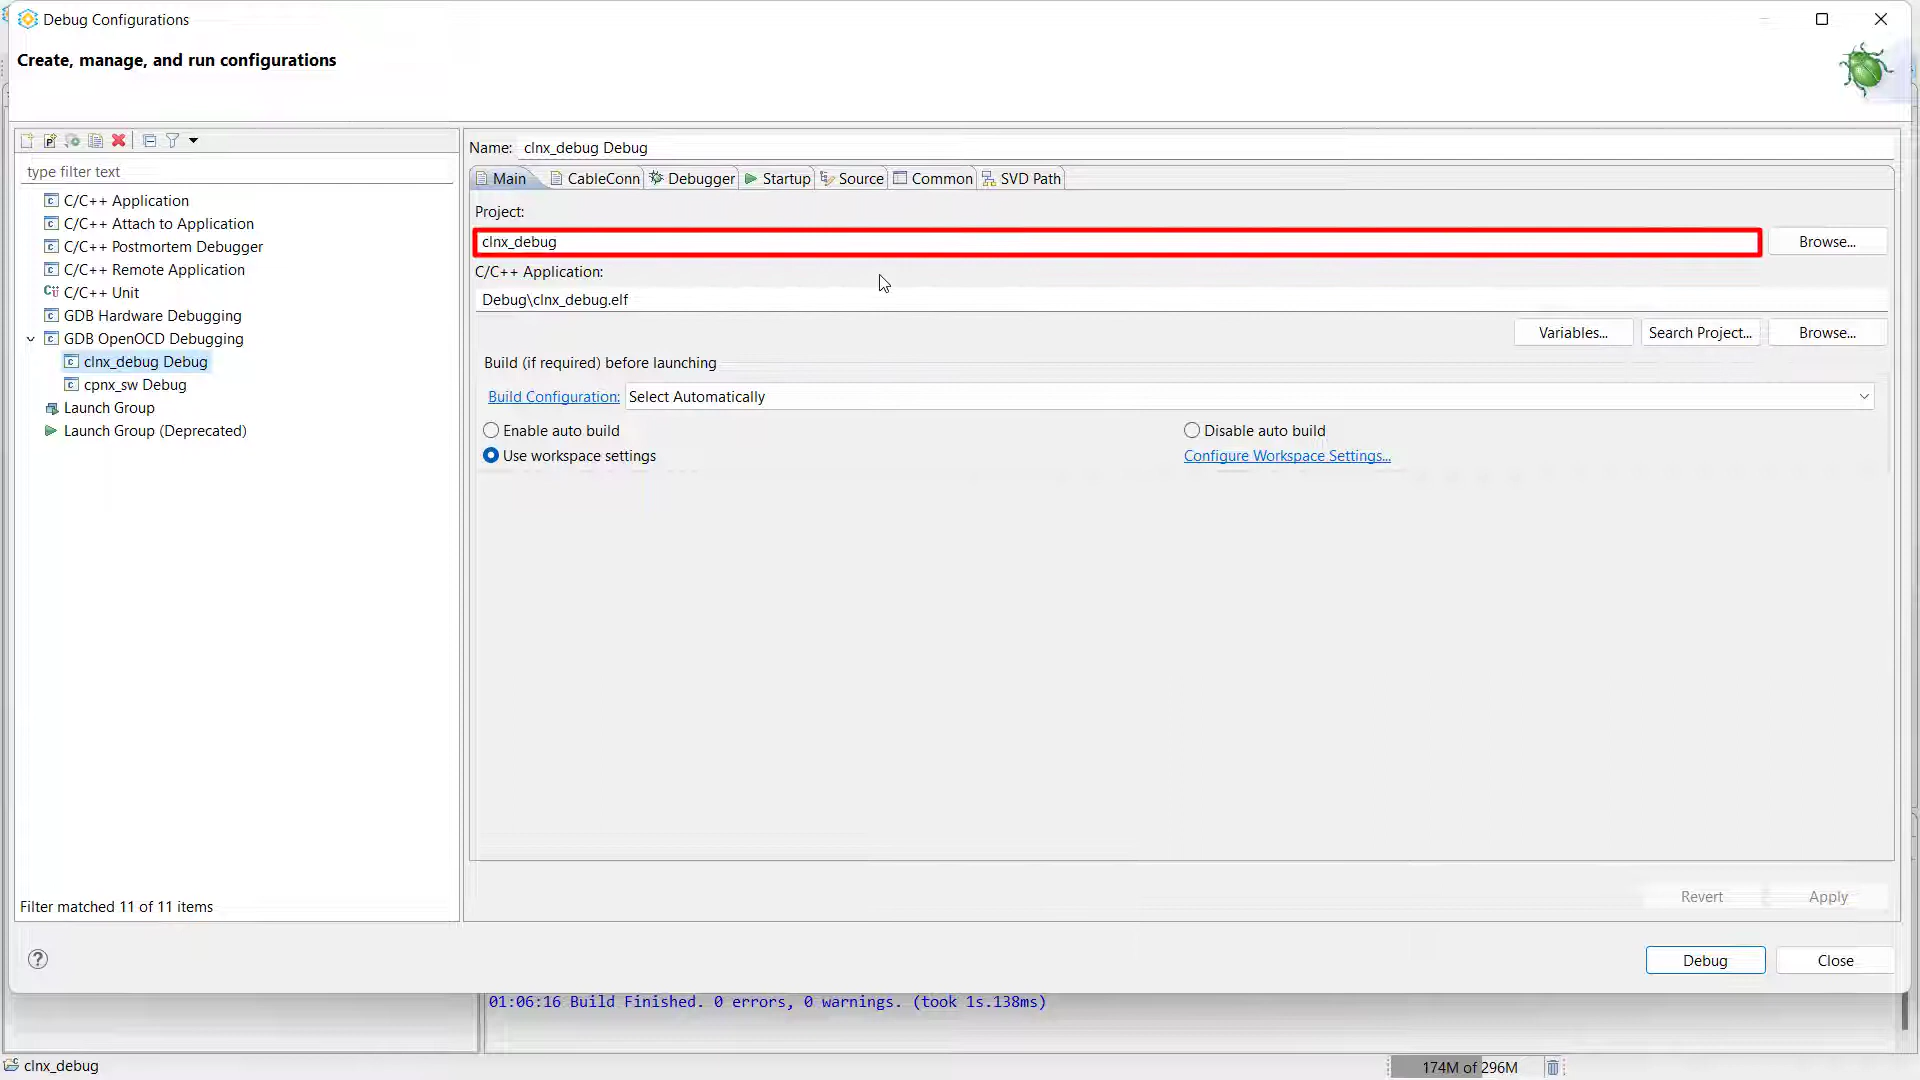 Debug Configurations
Create, manage, and run configurations
type filter text
C/C++ Application
C/C++ Attach to Application
C/C++ Postmortem Debugger
C/C++ Remote Application
C/C++ Unit
GDB Hardware Debugging
GDB OpenOCD Debugging
clnx_debug Debug
cpnx_sw Debug
Launch Group
Launch Group (Deprecated)
Filter matched 11 of 11 items
Name: clnx_debug Debug
Main CableConn Debugger Startup Source Common SVD Path
Project:
clnx_debug Browse...
C/C++ Application:
Debug\clnx_debug.elf
Variables... Search Project... Browse...
Build (if required) before launching
Build Configuration: Select Automatically
Enable auto build Disable auto build
Use workspace settings Configure Workspace Settings...
Revert Apply
Debug Close
01:06:16 Build Finished. 0 errors, 0 warnings. (took 1s.138ms)
clnx_debug 174M of 296M